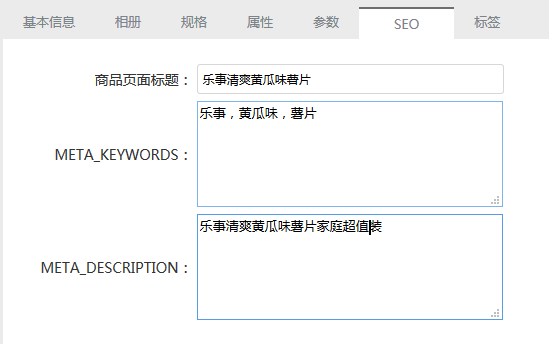 基本信息 相册 规格 属性 参数 SEO 标签
商品页面标题： 乐事清爽黄瓜味薯片
META_KEYWORDS： 乐事，黄瓜味，薯片
META_DESCRIPTION： 乐事清爽黄瓜味薯片家庭超值装